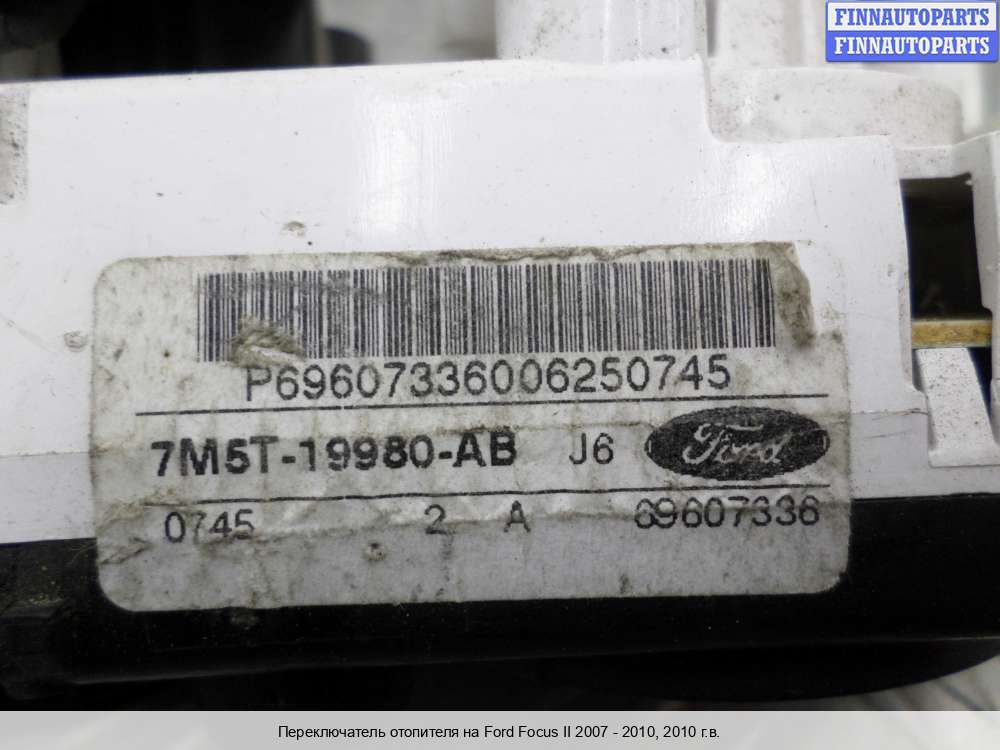 FINNAUTOPARTS
FINNAUTOPARTS
P69607336006250745
7M5T-19980-AB J6 Ford
0745 2 A 69607336
Переключатель отопителя на Ford Focus II 2007 - 2010, 2010 г.в.